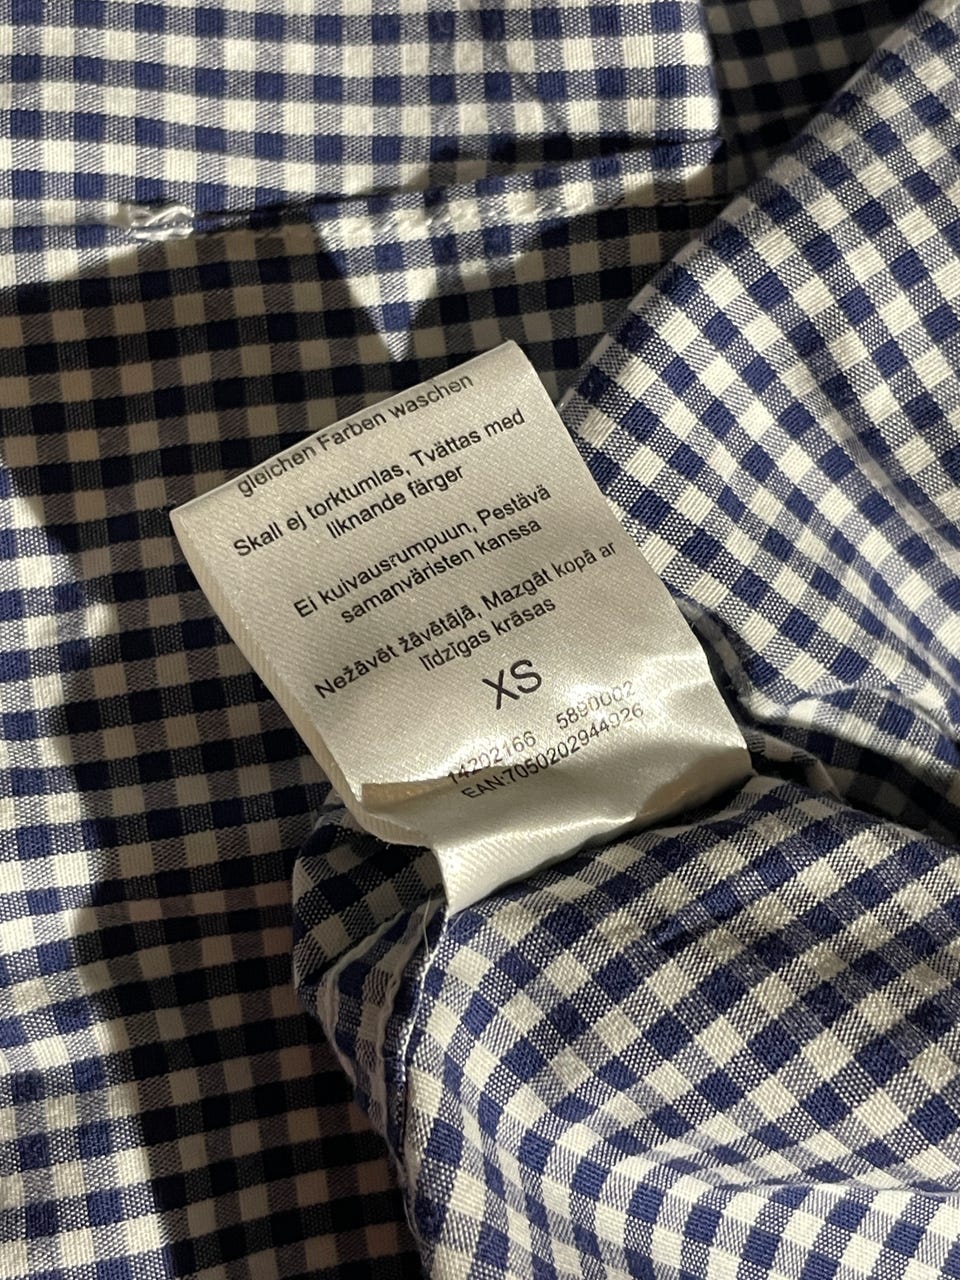 gleichen Farben waschen
Skall ej torktumlas, Tvättas med
liknande färger
Ei kuivausrumpuun, Pestävä
samanväristen kanssa
Nežāvēt žāvētājā, Mazgāt kopā ar
līdzīgas krāsas
XS
14202166 5890002
EAN:7050202944926